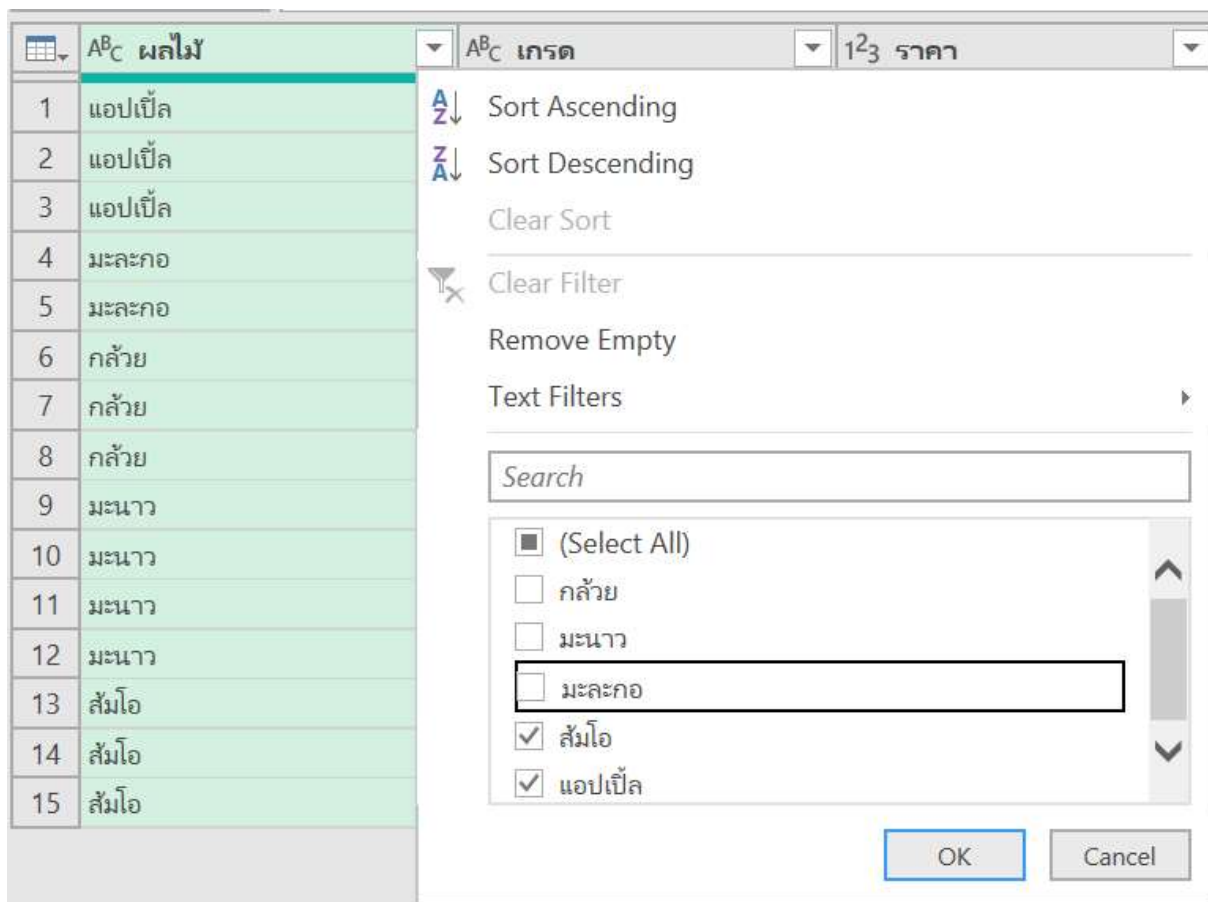 ABC ผลไม้ ABC เกรด 123 ราคา
1 แอปเปิ้ล
2 แอปเปิ้ล
3 แอปเปิ้ล
4 มะละกอ
5 มะละกอ
6 กล้วย
7 กล้วย
8 กล้วย
9 มะนาว
10 มะนาว
11 มะนาว
12 มะนาว
13 ส้มโอ
14 ส้มโอ
15 ส้มโอ
Sort Ascending
Sort Descending
Clear Sort
Clear Filter
Remove Empty
Text Filters
Search
(Select All)
กล้วย
มะนาว
มะละกอ
ส้มโอ
แอปเปิ้ล
OK Cancel